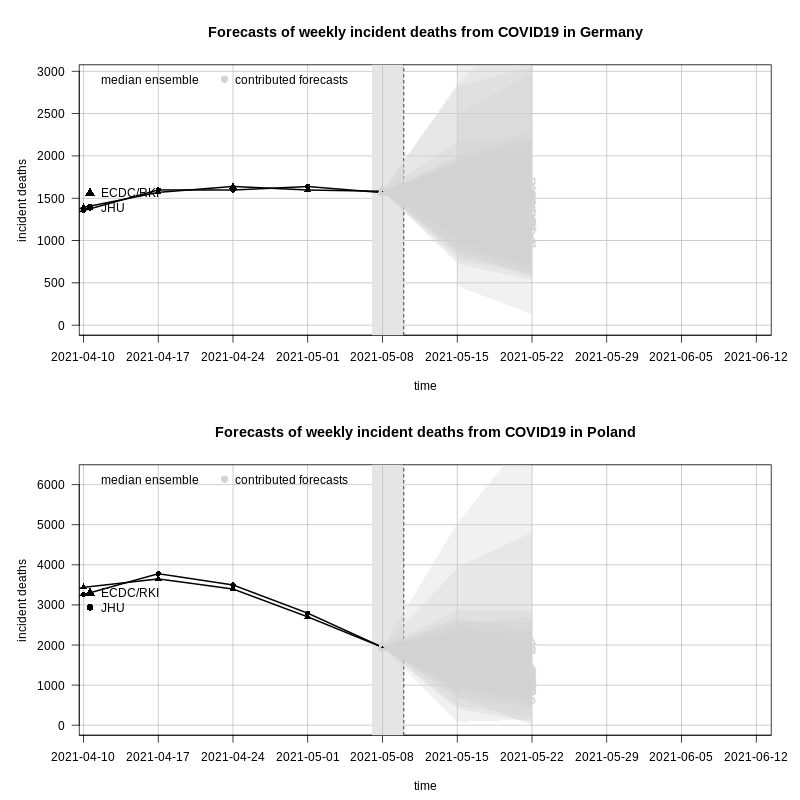 Forecasts of weekly incident deaths from COVID19 in Germany
3000
median ensemble contributed forecasts
2500
2000
ECDC/RKI
1500
JHU
1000
500
0
incident deaths
2021-04-10 2021-04-17 2021-04-24 2021-05-01 2021-05-08 2021-05-15 2021-05-22 2021-05-29 2021-06-05 2021-06-12
time
Forecasts of weekly incident deaths from COVID19 in Poland
6000
median ensemble contributed forecasts
5000
4000
ECDC/RKI
3000
JHU
2000
1000
0
incident deaths
2021-04-10 2021-04-17 2021-04-24 2021-05-01 2021-05-08 2021-05-15 2021-05-22 2021-05-29 2021-06-05 2021-06-12
time